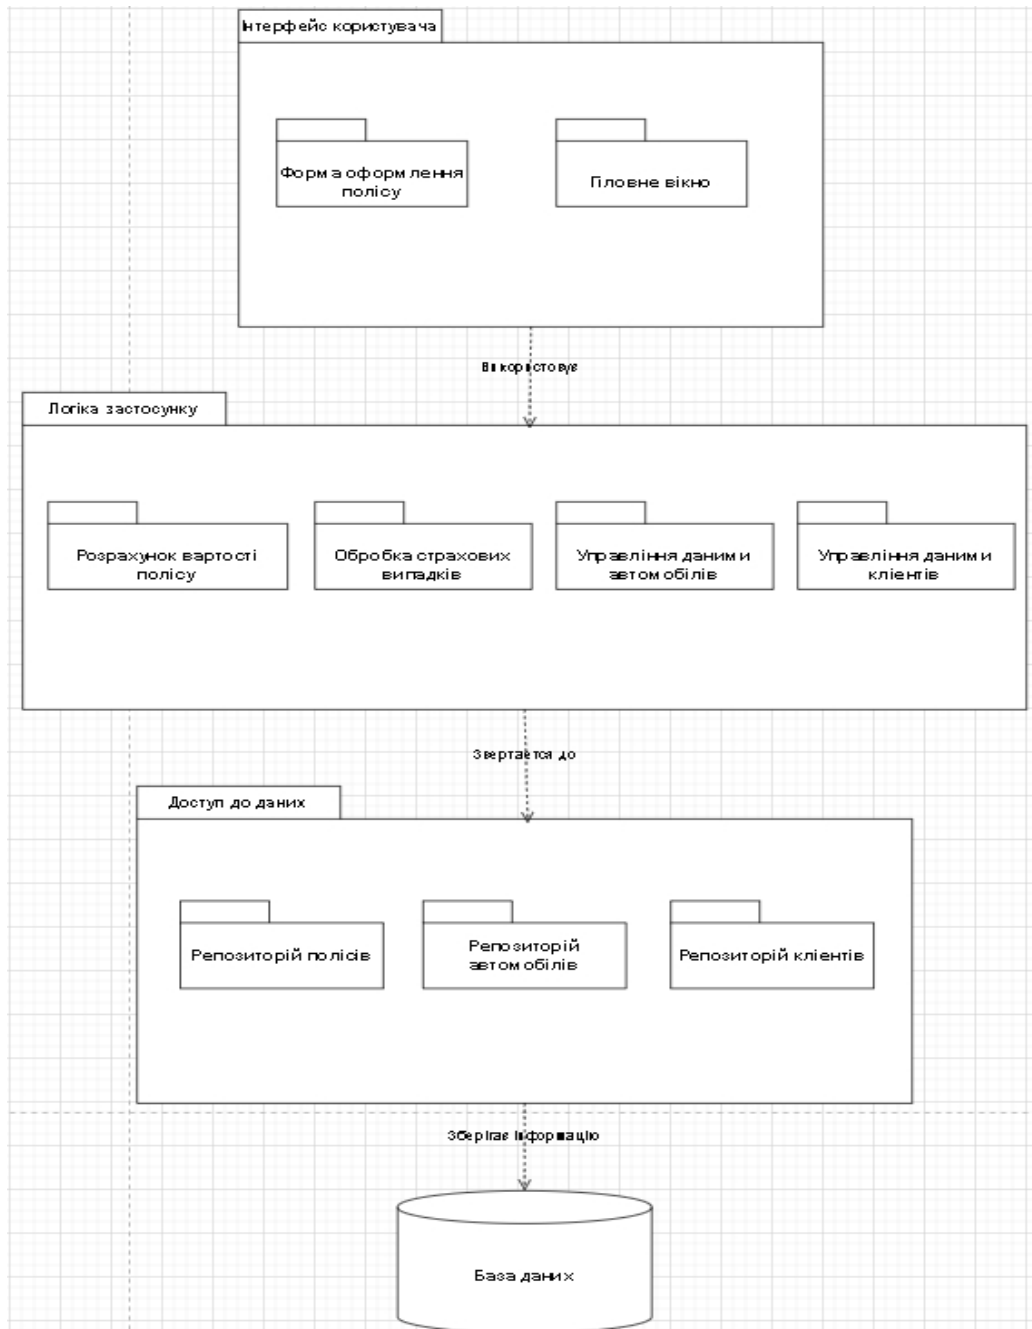 Інтерфейс користувача
Форма оформлення
полісу
Головне вікно
Використовує
Логіка застосунку
Розрахунок вартості
полісу
Обробка страхових
випадків
Управління даними
автомобілів
Управління даними
клієнтів
Звертається до
Доступ до даних
Репозиторій полісів
Репозиторій
автомобілів
Репозиторій клієнтів
Зберігає інформацію
База даних